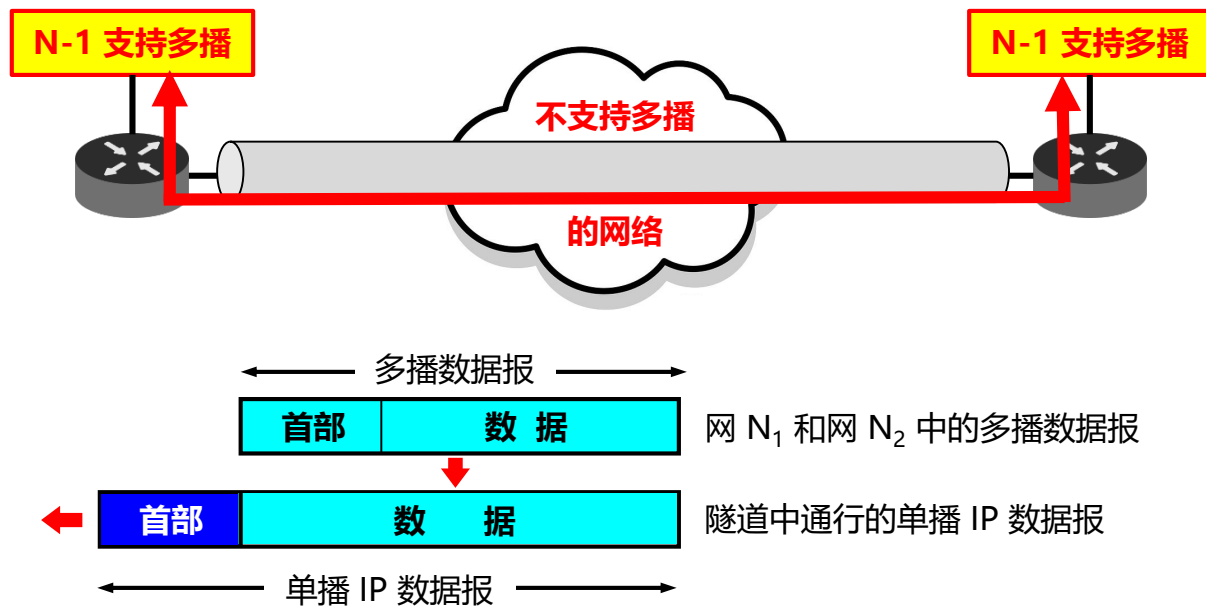 N-1 支持多播
N-1 支持多播
不支持多播
的网络
多播数据报
首部 数 据
网 N₁ 和网 N₂ 中的多播数据报
首部 数 据
隧道中通行的单播 IP 数据报
单播 IP 数据报